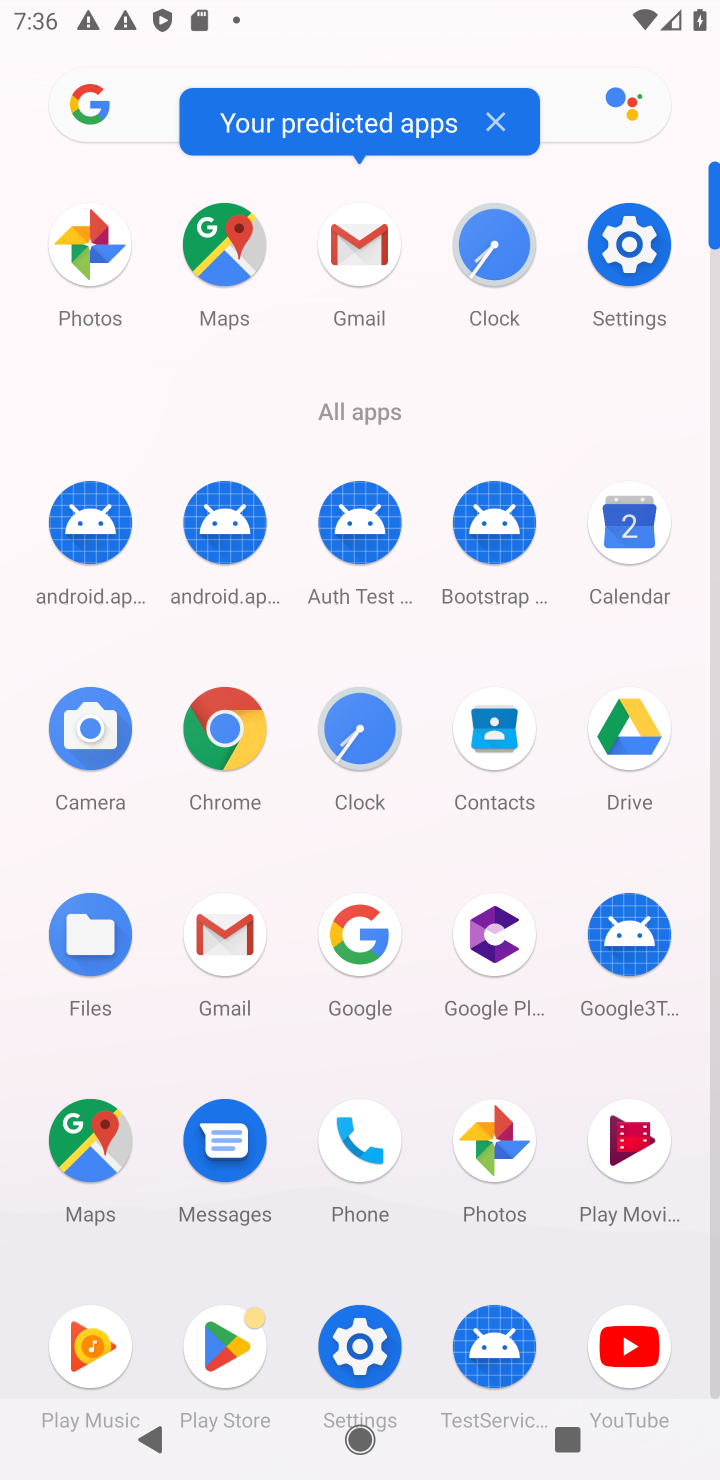 7:36
Your predicted apps
Photos Maps Gmail Clock Settings
All apps
android.ap... android.ap... Auth Test ... Bootstrap ... Calendar
Camera Chrome Clock Contacts Drive
Files Gmail Google Google Pl... Google3T...
Maps Messages Phone Photos Play Movi...
Play Music Play Store Settings TestServic... YouTube